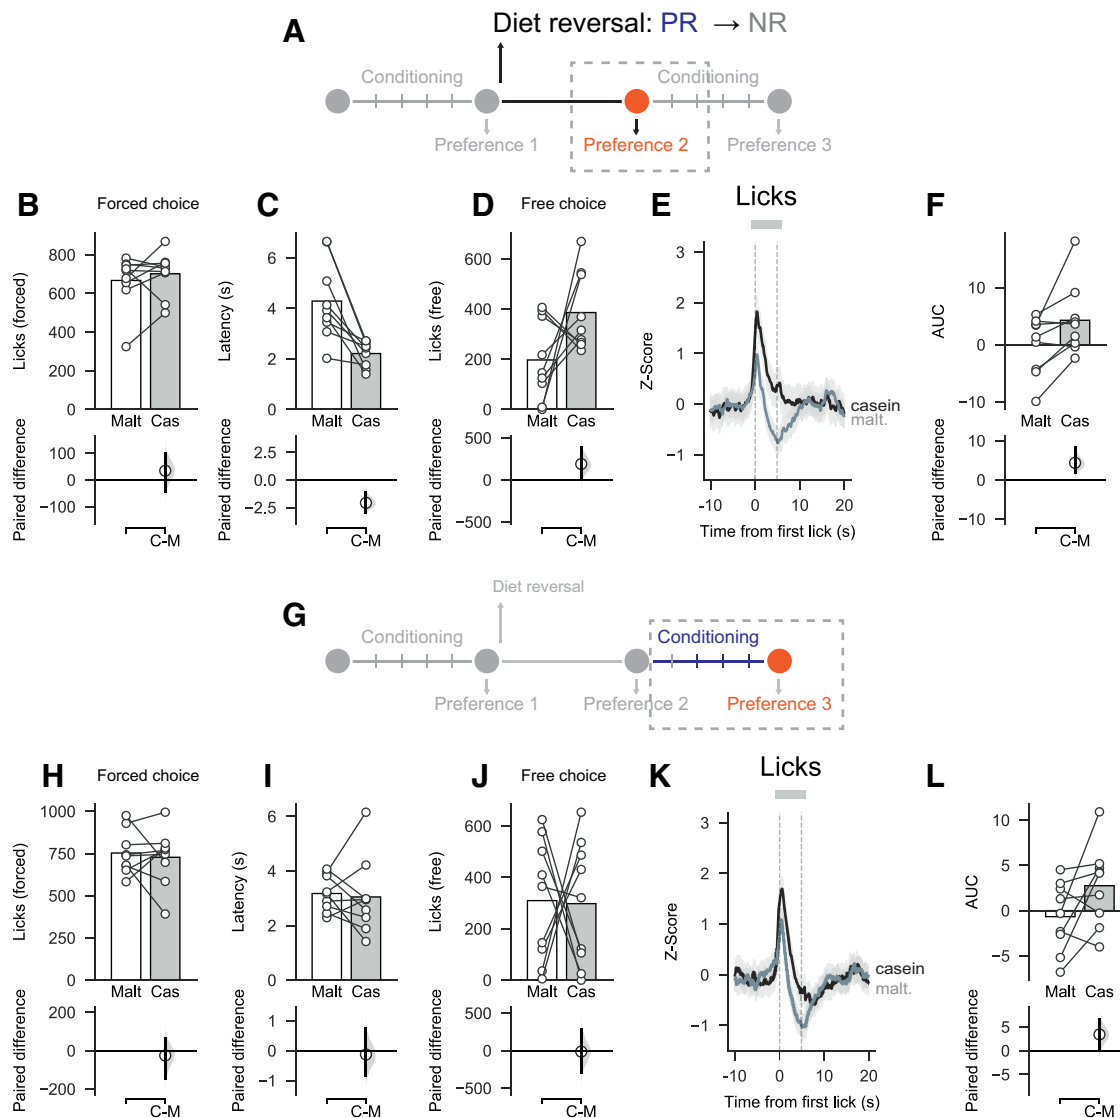 A
Diet reversal: PR → NR
Conditioning
Conditioning
Preference 1
Preference 2
Preference 3
B
Forced choice
Licks (forced)
800
600
400
200
0
Malt Cas
Paired difference
100
0
−100
C-M
C
Latency (s)
6
4
2
0
Malt Cas
Paired difference
2.5
0.0
−2.5
C-M
D
Free choice
Licks (free)
600
400
200
0
Malt Cas
Paired difference
500
0
−500
C-M
E
Licks
Z-Score
3
2
1
0
−1
casein
malt.
-10 0 10 20
Time from first lick (s)
F
AUC
10
0
−10
Malt Cas
Paired difference
10
0
−10
C-M
G
Diet reversal
Conditioning
Conditioning
Preference 1
Preference 2
Preference 3
H
Forced choice
Licks (forced)
1000
750
500
250
0
Malt Cas
Paired difference
200
0
−200
C-M
I
Latency (s)
6
4
2
0
Malt Cas
Paired difference
1
0
−1
C-M
J
Free choice
Licks (free)
600
400
200
0
Malt Cas
Paired difference
500
0
−500
C-M
K
Licks
Z-Score
3
2
1
0
−1
casein
malt.
-10 0 10 20
Time from first lick (s)
L
AUC
10
5
0
−5
Malt Cas
Paired difference
5
0
−5
C-M